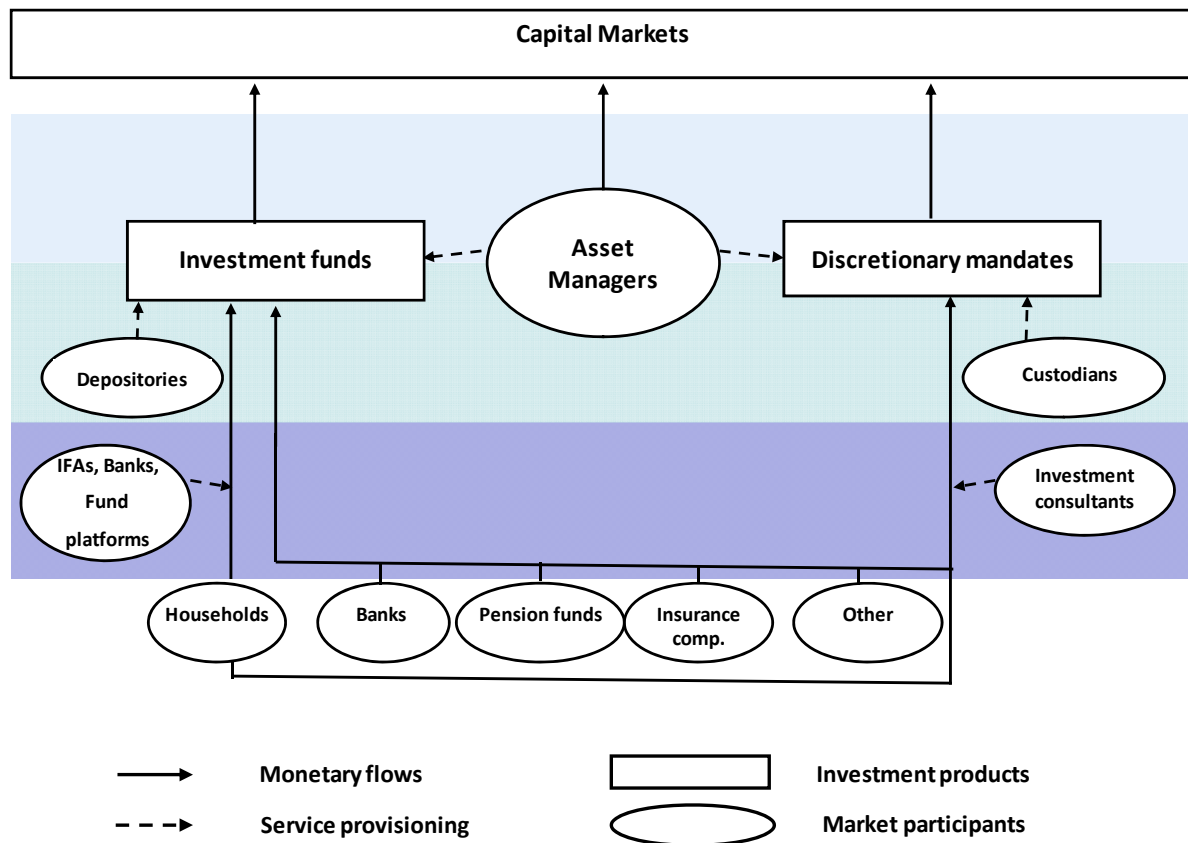 Capital Markets
Investment funds
Asset
Managers
Discretionary mandates
Depositories
Custodians
IFAs, Banks,
Fund
platforms
Investment
consultants
Households
Banks
Pension funds
Insurance
comp.
Other
Monetary flows
Investment products
Service provisioning
Market participants